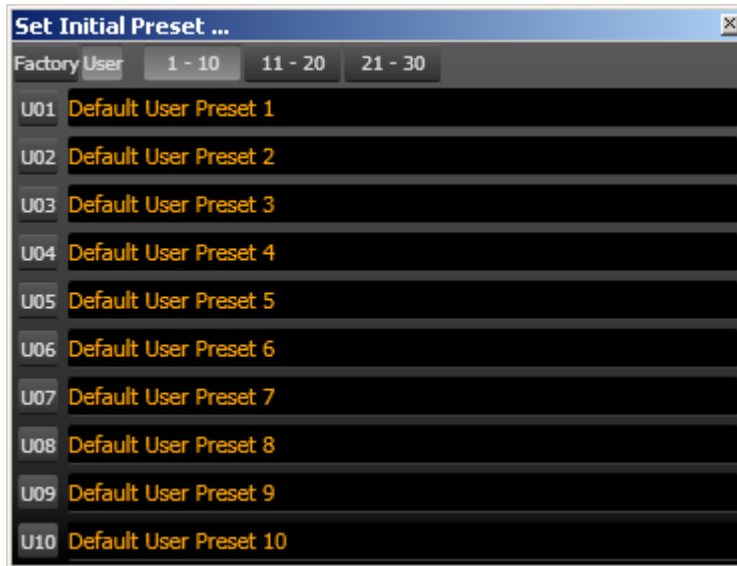 Set Initial Preset ...
Factory User 1 - 10 11 - 20 21 - 30
U01 Default User Preset 1
U02 Default User Preset 2
U03 Default User Preset 3
U04 Default User Preset 4
U05 Default User Preset 5
U06 Default User Preset 6
U07 Default User Preset 7
U08 Default User Preset 8
U09 Default User Preset 9
U10 Default User Preset 10